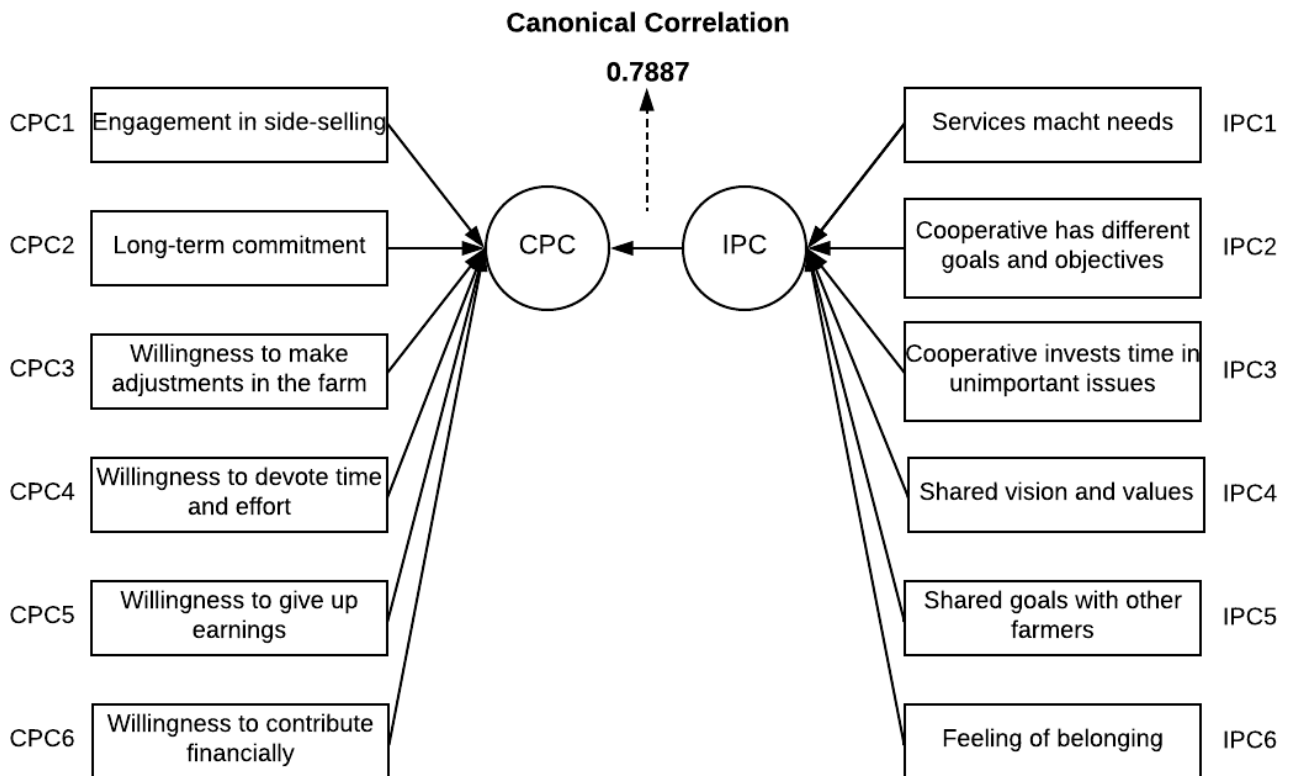 Canonical Correlation
0.7887
CPC1
Engagement in side-selling
Services macht needs
IPC1
CPC2
Long-term commitment
CPC
IPC
Cooperative has different
goals and objectives
IPC2
CPC3
Willingness to make
adjustments in the farm
Cooperative invests time in
unimportant issues
IPC3
CPC4
Willingness to devote time
and effort
Shared vision and values
IPC4
CPC5
Willingness to give up
earnings
Shared goals with other
farmers
IPC5
CPC6
Willingness to contribute
financially
Feeling of belonging
IPC6